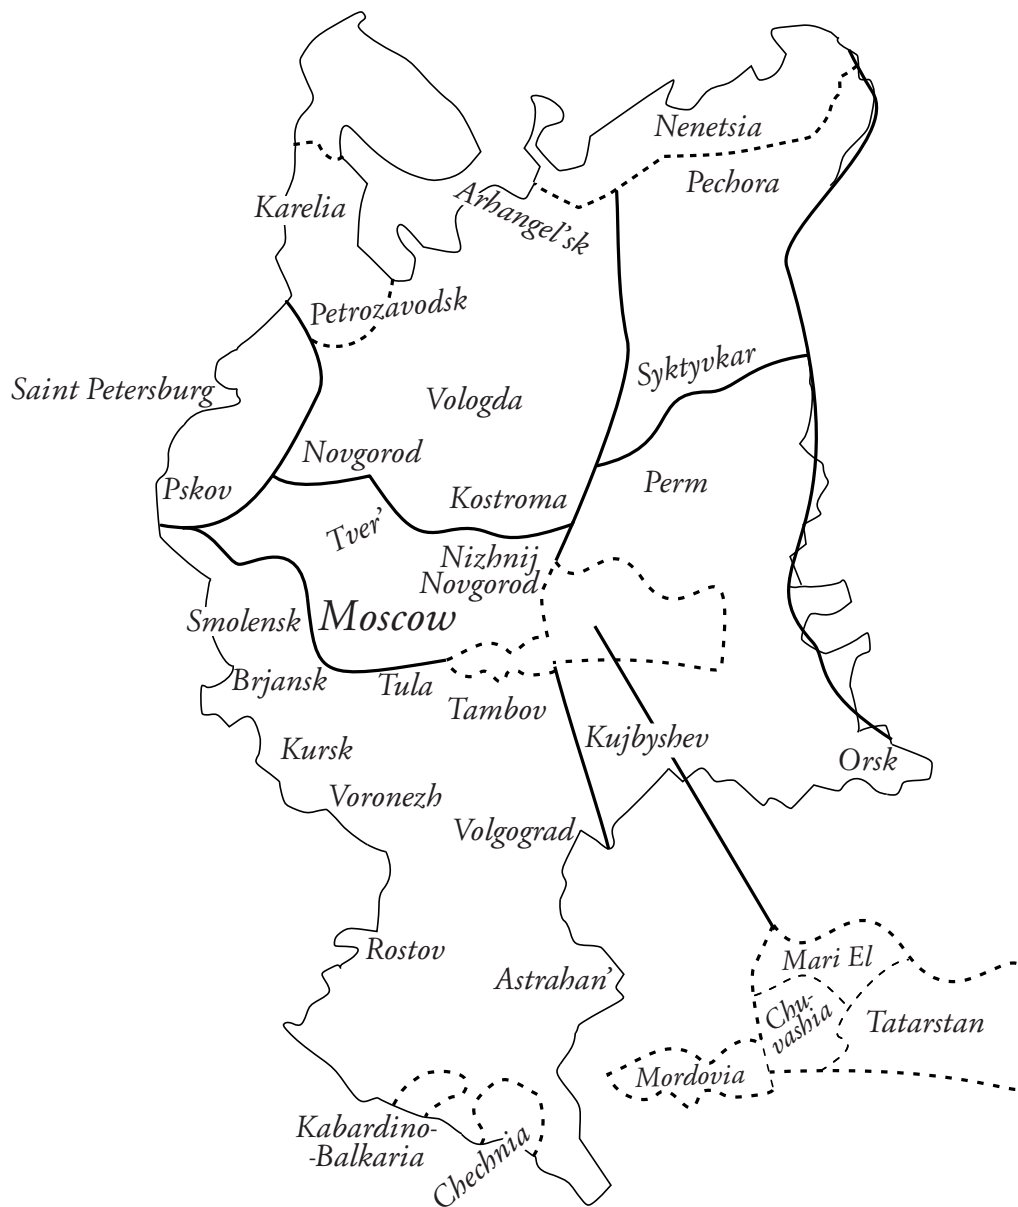 Nenetsia
Pechora
Karelia
Arhangel’sk
Petrozavodsk
Syktyvkar
Saint Petersburg
Vologda
Novgorod
Pskov
Kostroma
Perm
Tver’
Nizhnij
Novgorod
Smolensk
Moscow
Brjansk
Tula
Tambov
Kursk
Kujbyshev
Orsk
Voronezh
Volgograd
Rostov
Astrahan’
Mari El
Chu-
vashia
Tatarstan
Mordovia
Kabardino-
-Balkaria
Chechnia